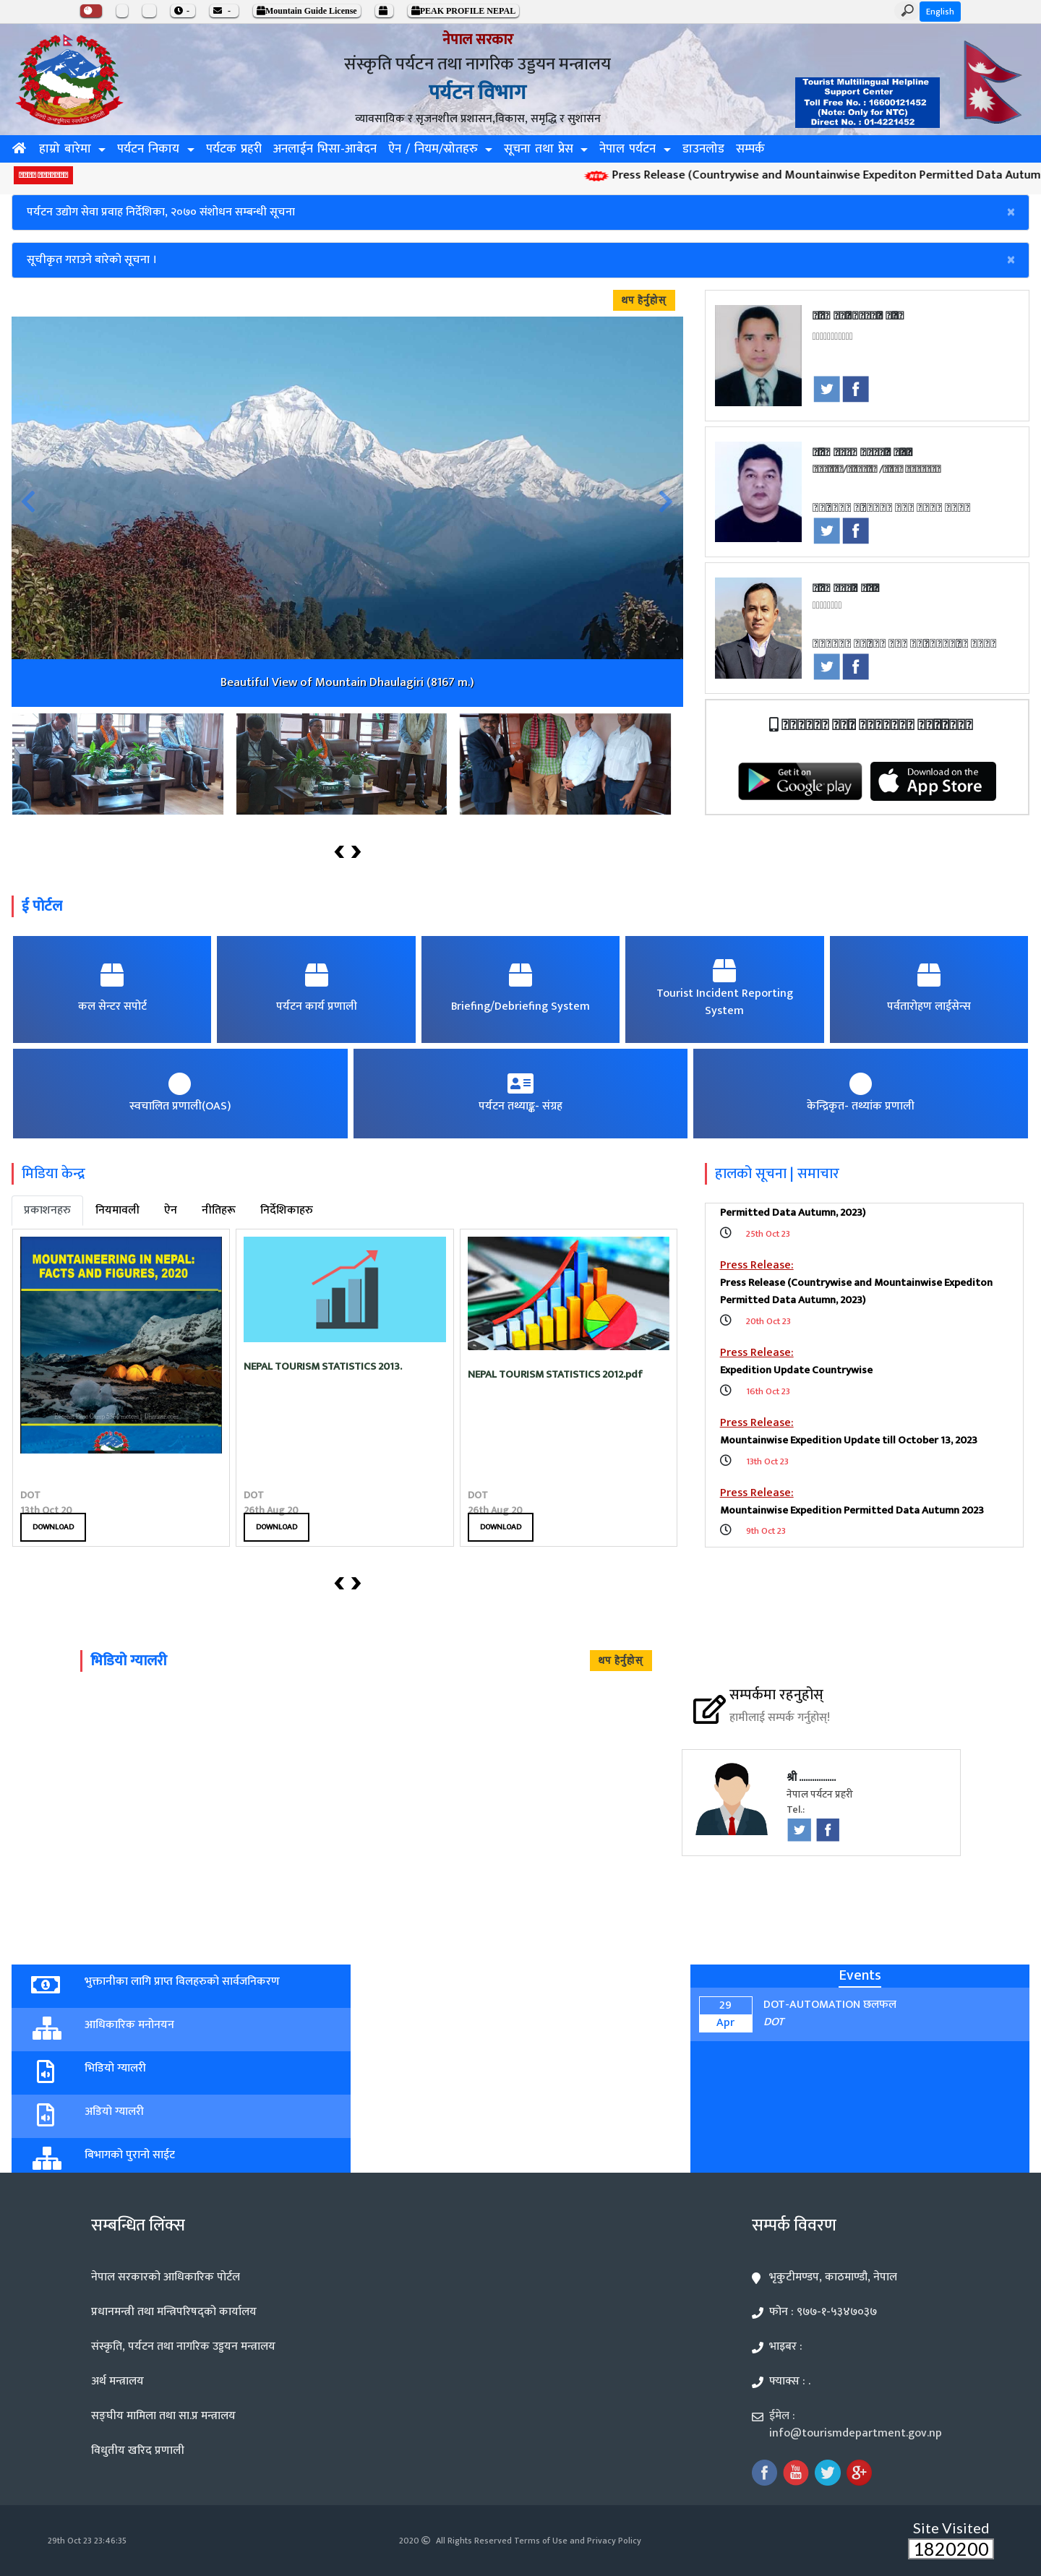 -
-
Mountain Guide License
PEAK PROFILE NEPAL
English
नेपाल सरकार
संस्कृति पर्यटन तथा नागरिक उड्डयन मन्त्रालय
पर्यटन विभाग
व्यावसायिक र सृजनशील प्रशासन,विकास, समृद्धि र सुशासन
Tourist Multilingual Helpline
Support Center
Toll Free No. : 16600121452
(Note: Only for NTC)
Direct No. : 01-4221452
हाम्रो बारेमा
पर्यटन निकाय
पर्यटक प्रहरी
अनलाईन भिसा-आबेदन
ऐन / नियम/स्रोतहरु
सूचना तथा प्रेस
नेपाल पर्यटन
डाउनलोड
सम्पर्क
NEW Press Release (Countrywise and Mountainwise Expediton Permitted Data Autum
पर्यटन उद्योग सेवा प्रवाह निर्देशिका, २०७० संशोधन सम्बन्धी सूचना ×
सूचीकृत गराउने बारेको सूचना । ×
थप हेर्नुहोस्
Beautiful View of Mountain Dhaulagiri (8167 m.)
Get it on
Google play
Download on the
App Store
ई पोर्टल
कल सेन्टर सपोर्ट
पर्यटन कार्य प्रणाली
Briefing/Debriefing System
Tourist Incident Reporting
System
पर्वतारोहण लाईसेन्स
स्वचालित प्रणाली(OAS)
पर्यटन तथ्याङ्क- संग्रह
केन्द्रिकृत- तथ्यांक प्रणाली
मिडिया केन्द्र
प्रकाशनहरु
नियमावली
ऐन
नीतिहरू
निर्देशिकाहरु
MOUNTAINEERING IN NEPAL:
FACTS AND FIGURES, 2020
DOT
13th Oct 20
DOWNLOAD
NEPAL TOURISM STATISTICS 2013.
DOT
26th Aug 20
DOWNLOAD
NEPAL TOURISM STATISTICS 2012.pdf
DOT
26th Aug 20
DOWNLOAD
हालको सूचना | समाचार
Permitted Data Autumn, 2023)
25th Oct 23
Press Release:
Press Release (Countrywise and Mountainwise Expediton
Permitted Data Autumn, 2023)
20th Oct 23
Press Release:
Expedition Update Countrywise
16th Oct 23
Press Release:
Mountainwise Expedition Update till October 13, 2023
13th Oct 23
Press Release:
Mountainwise Expedition Permitted Data Autumn 2023
9th Oct 23
भिडियो ग्यालरी
थप हेर्नुहोस्
सम्पर्कमा रहनुहोस्
हामीलाई सम्पर्क गर्नुहोस्!
श्री .................
नेपाल पर्यटन प्रहरी
Tel.:
भुक्तानीका लागि प्राप्त विलहरुको सार्वजनिकरण
आधिकारिक मनोनयन
भिडियो ग्यालरी
अडियो ग्यालरी
बिभागको पुरानो साईट
Events
29
Apr
DOT-AUTOMATION छलफल
DOT
सम्बन्धित लिंक्स
नेपाल सरकारको आधिकारिक पोर्टल
प्रधानमन्त्री तथा मन्त्रिपरिषद्को कार्यालय
संस्कृति, पर्यटन तथा नागरिक उड्डयन मन्त्रालय
अर्थ मन्त्रालय
सङ्घीय मामिला तथा सा.प्र मन्त्रालय
विधुतीय खरिद प्रणाली
सम्पर्क विवरण
भृकुटीमण्डप, काठमाण्डौ, नेपाल
फोन : ९७७-१-५३४७०३७
भाइबर :
फ्याक्स : .
ईमेल :
info@tourismdepartment.gov.np
You
Tube
g+
29th Oct 23 23:46:35
2020 © All Rights Reserved Terms of Use and Privacy Policy
Site Visited
1820200